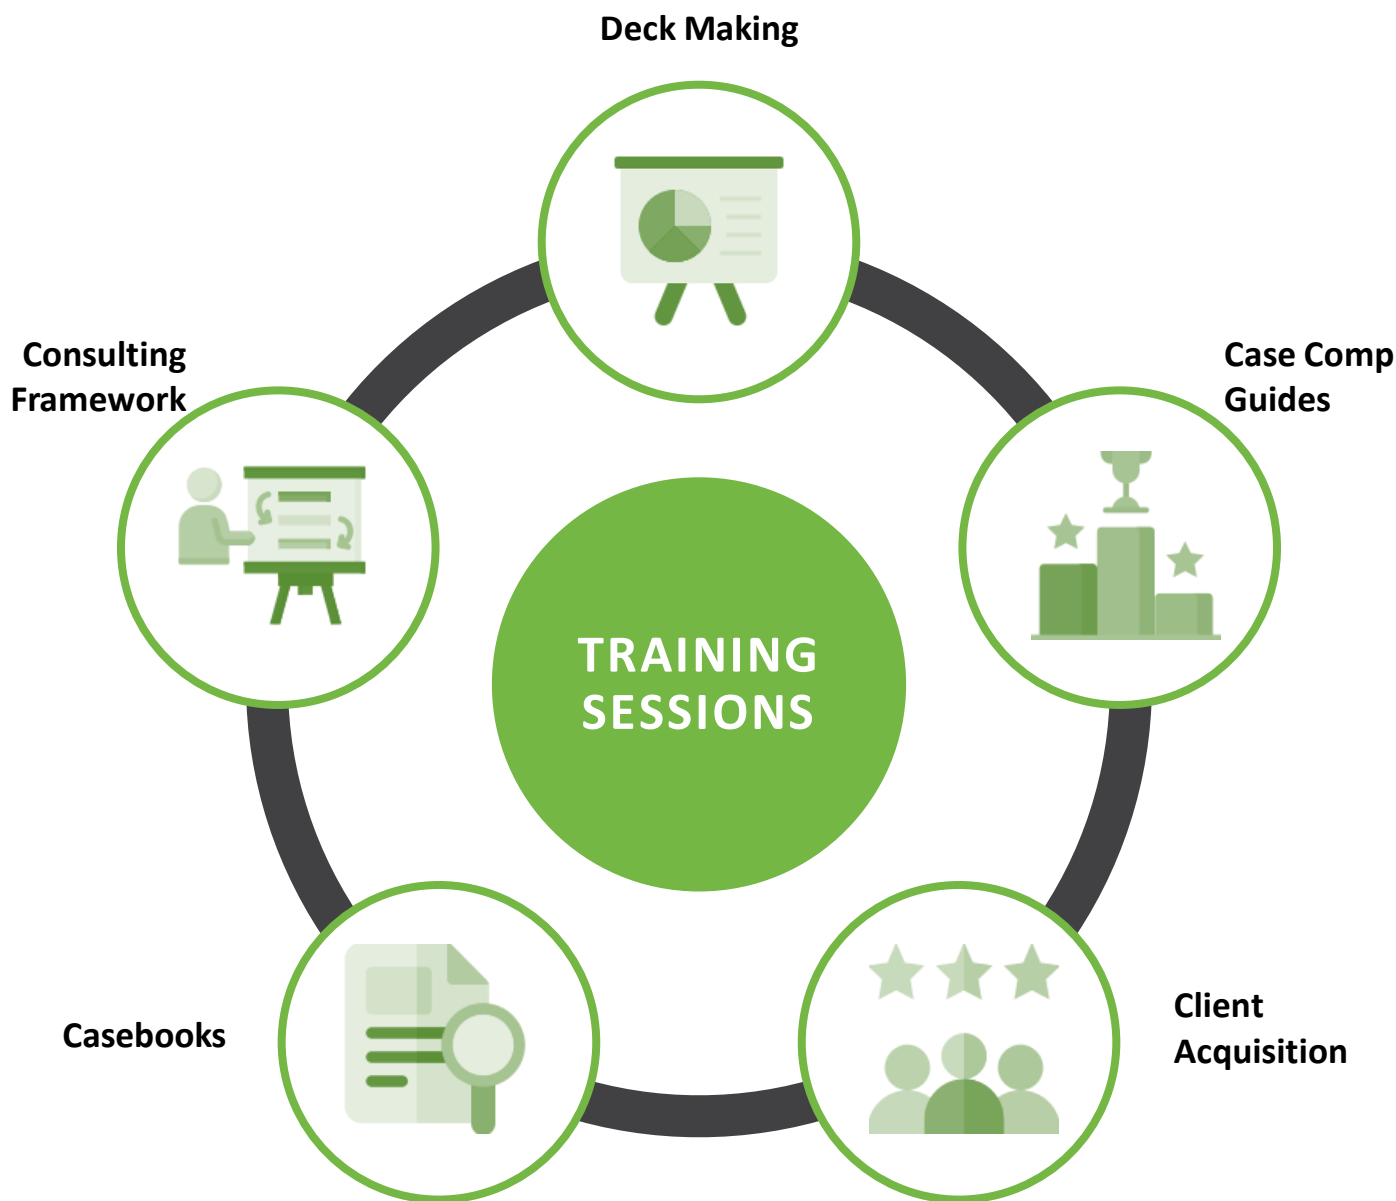 Deck Making
Consulting
Framework
Case Comp
Guides
TRAINING
SESSIONS
Casebooks
Client
Acquisition